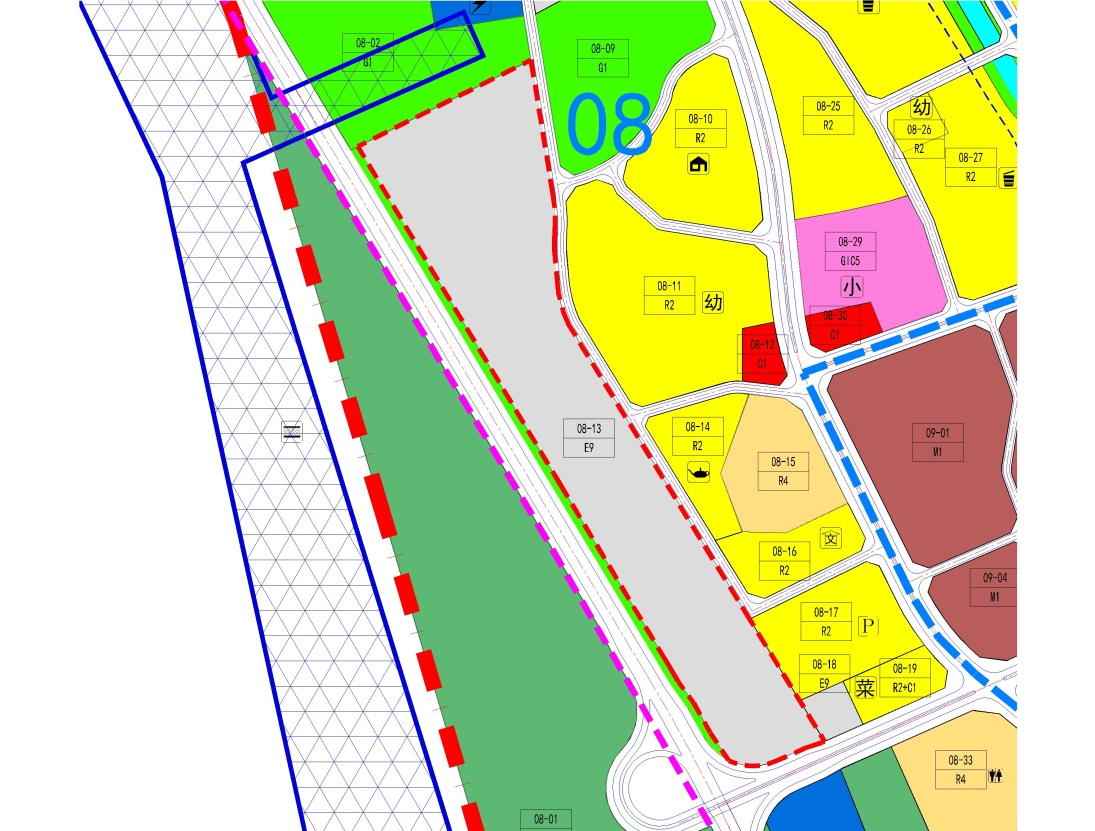 08-02
G1
08-09
G1
08
08-10
R2
08-25
R2
幼
08-26
R2
08-27
R2
08-29
GIC5
小
08-11
R2
幼
08-30
C1
08-12
C1
08-13
E9
08-14
R2
08-15
R4
09-01
M1
文
08-16
R2
09-04
M1
08-17
R2
P
08-18
E9
菜
08-19
R2+C1
08-33
R4
08-01